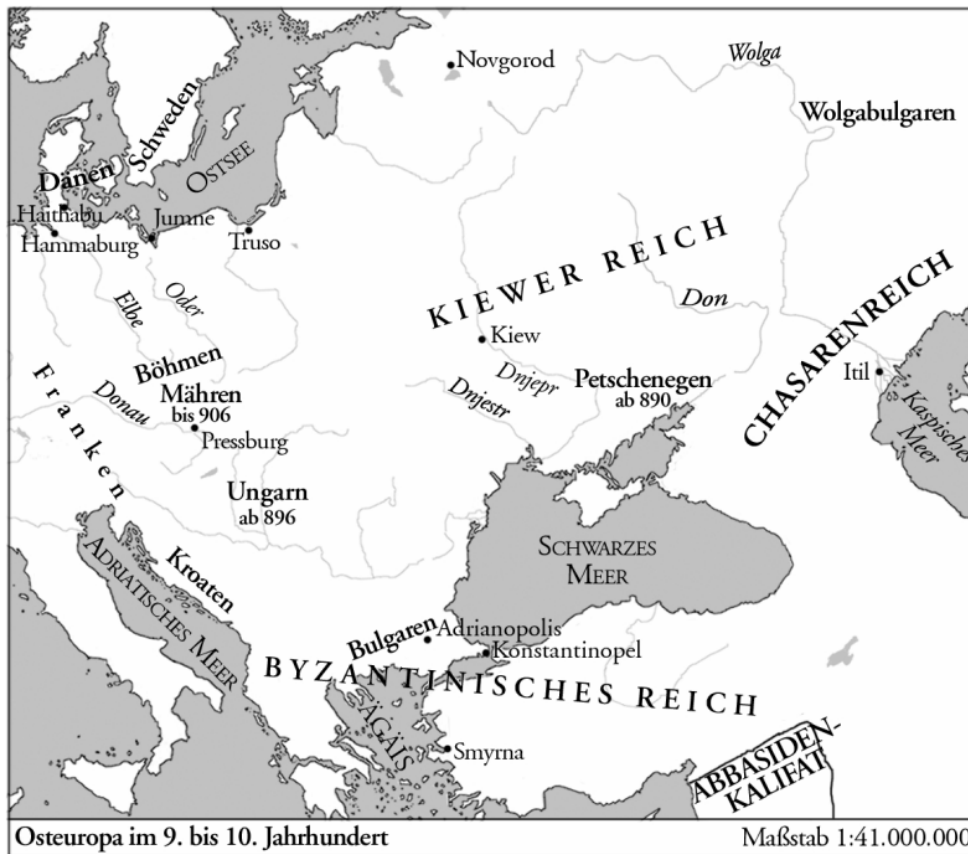 Novgorod
Wolga
Wolgabulgaren
Schweden
OSTSEE
Dänen
Haithabu
Jumne
Hammaburg
Truso
KIEWER REICH
Elbe
Oder
Don
CHASARENREICH
Kiew
Böhmen
Dnjepr
Petschenegen
ab 890
Itil
Franken
Donau
Mähren
bis 906
Dnjestr
Kaspisches
Meer
Pressburg
Ungarn
ab 896
SCHWARZES
MEER
ADRIATISCHES MEER
Kroaten
Bulgaren
Adrianopolis
Konstantinopel
BYZANTINISCHES REICH
ÄGÄIS
Smyrna
ABBASIDEN-
KALIFAT
Osteuropa im 9. bis 10. Jahrhundert
Maßstab 1:41.000.000